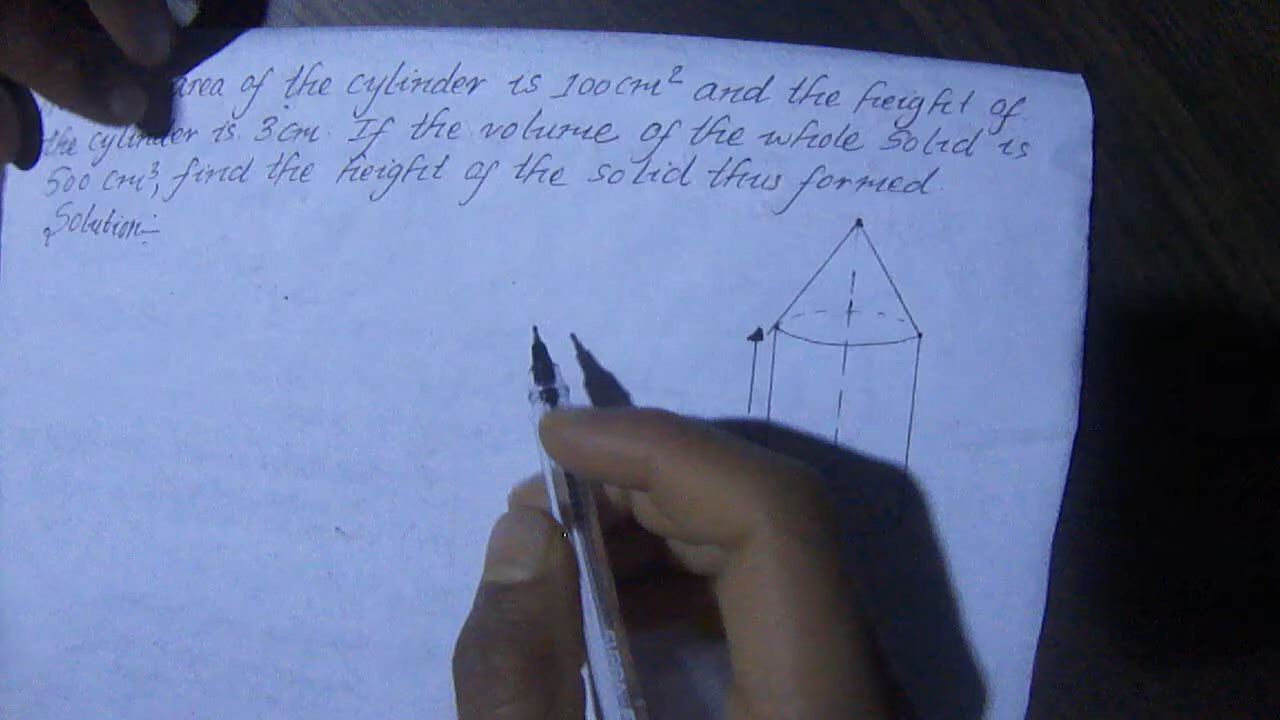 area of the cylinder is 100cm² and the height of
the cylinder is 3cm. If the volume of the whole solid is
500 cm³, find the height of the solid thus formed.
Solution:-